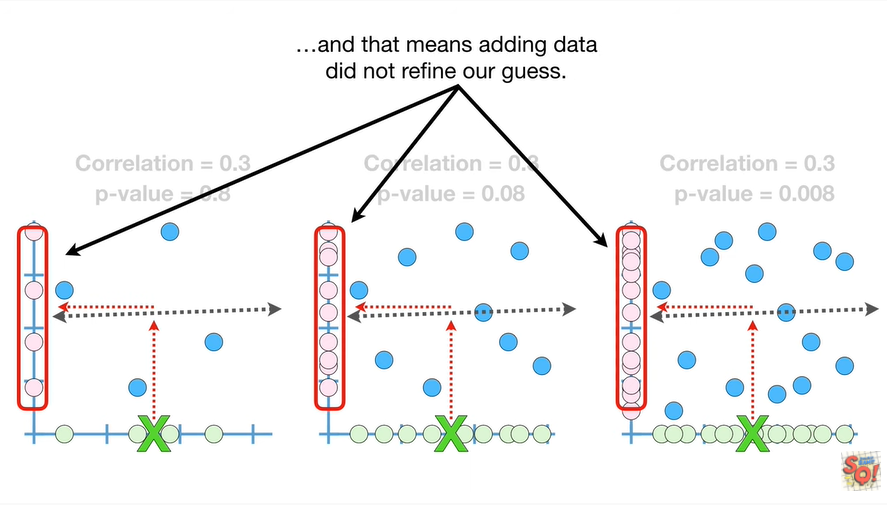 …and that means adding data
did not refine our guess.
Correlation = 0.3
p-value = 0.8
Correlation = 0.3
p-value = 0.08
Correlation = 0.3
p-value = 0.008
X
X
X
SQ!